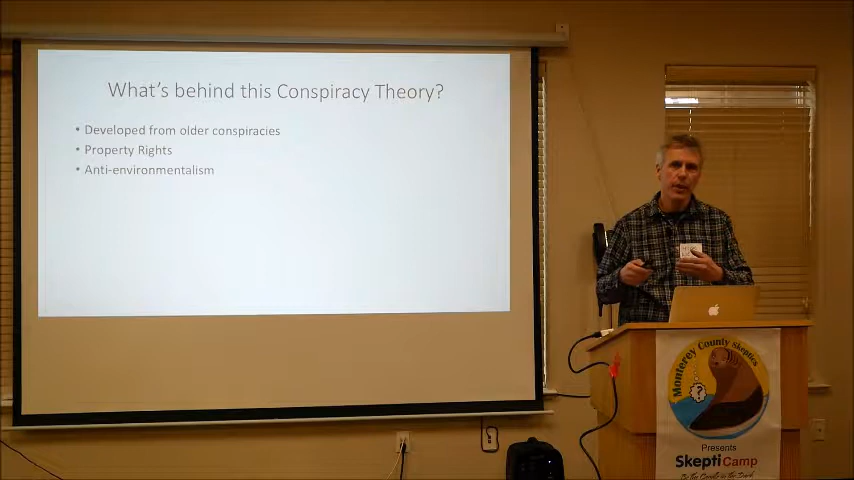 What's behind this Conspiracy Theory?
• Developed from older conspiracies
• Property Rights
• Anti-environmentalism
Monterey County Skeptics
?
Presents
SkeptiCamp